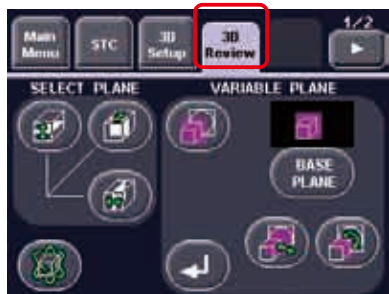 Main Menu
STC
3D Setup
3D Review
1/2
SELECT PLANE
VARIABLE PLANE
BASE
PLANE